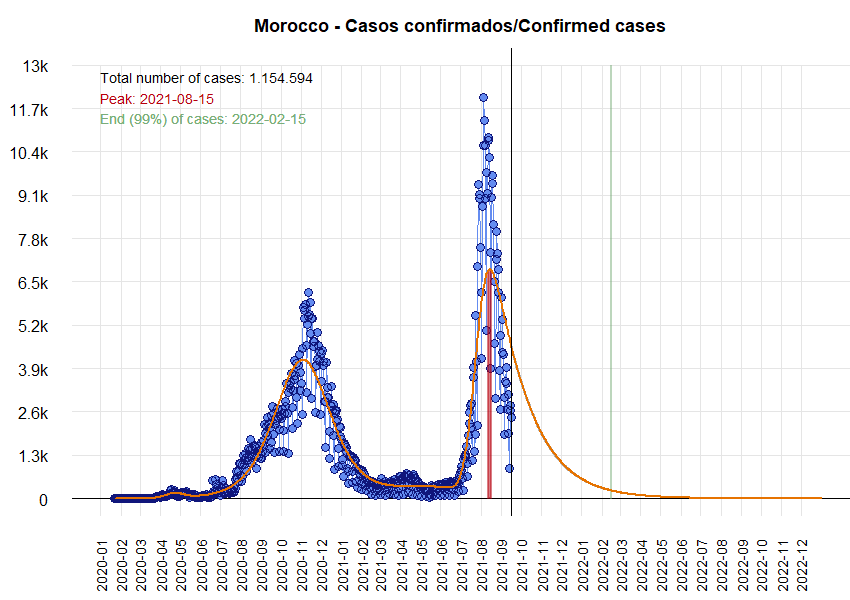 Morocco - Casos confirmados/Confirmed cases
Total number of cases: 1.154.594
Peak: 2021-08-15
End (99%) of cases: 2022-02-15
13k
11.7k
10.4k
9.1k
7.8k
6.5k
5.2k
3.9k
2.6k
1.3k
0
2020-01
2020-02
2020-03
2020-04
2020-05
2020-06
2020-07
2020-08
2020-09
2020-10
2020-11
2020-12
2021-01
2021-02
2021-03
2021-04
2021-05
2021-06
2021-07
2021-08
2021-09
2021-10
2021-11
2021-12
2022-01
2022-02
2022-03
2022-04
2022-05
2022-06
2022-07
2022-08
2022-09
2022-10
2022-11
2022-12